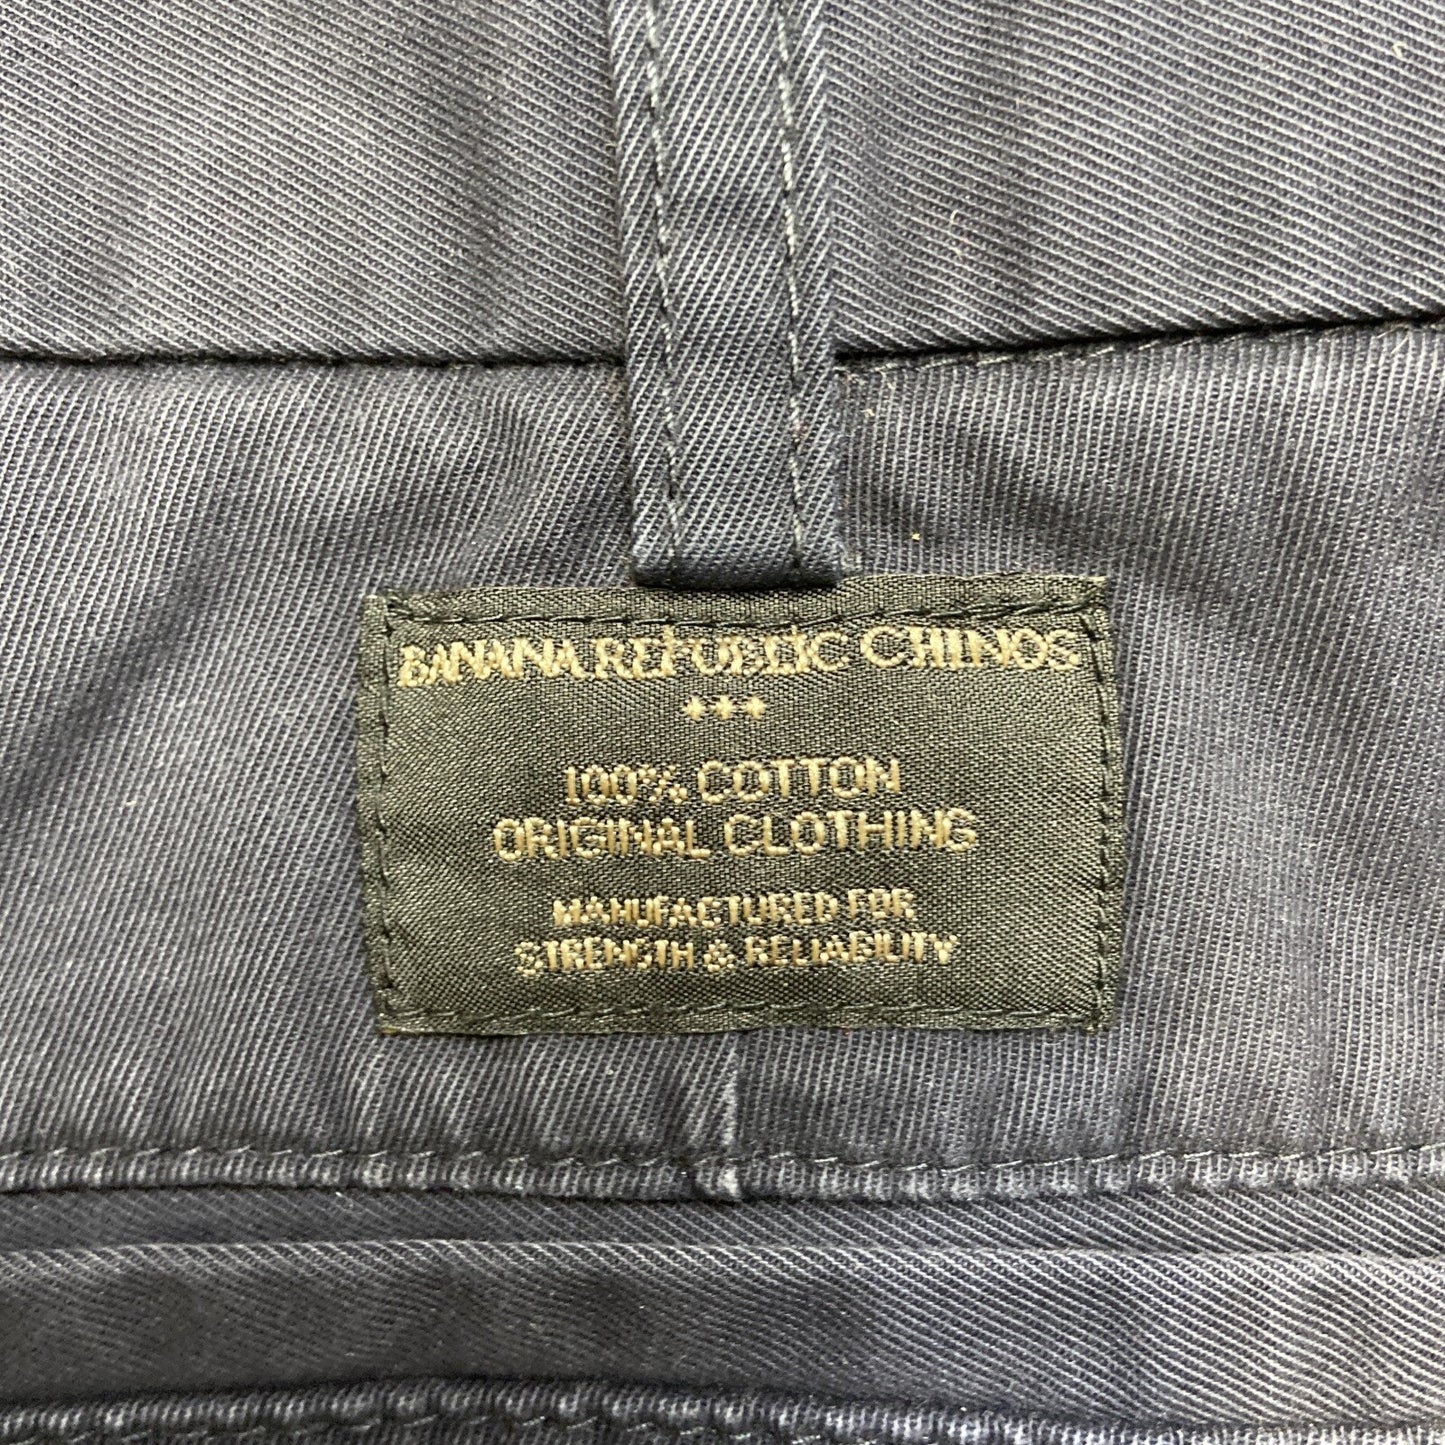 BANANA REPUBLIC CHINOS
+++
100% COTTON
ORIGINAL CLOTHING
MANUFACTURED FOR
STRENGTH & RELIABILITY